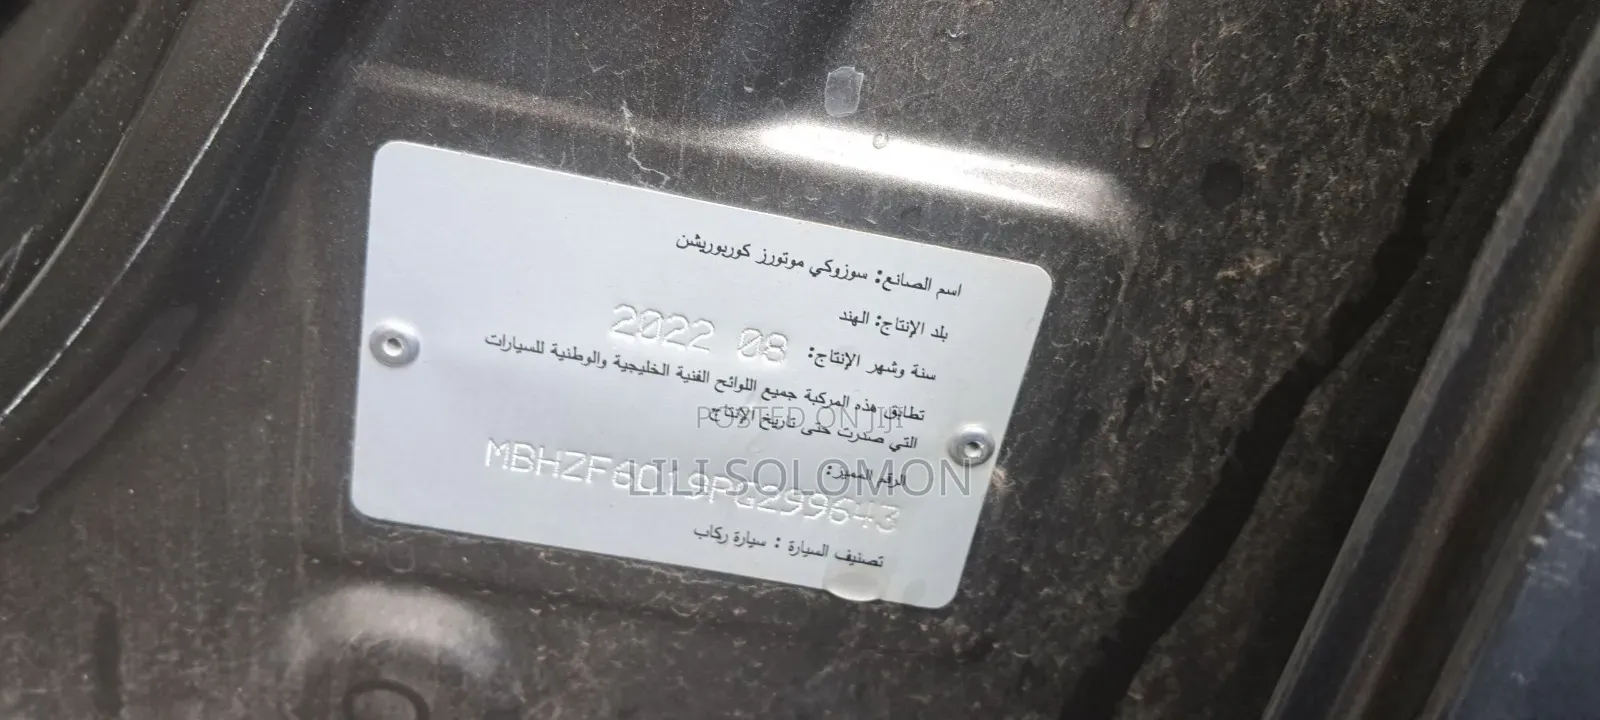 اسم الصانع: سوزوكي موتورز كوربوريشن
بلد الإنتاج: الهند
سنة وشهر الإنتاج: 2022 08
تطابق هذه المركبة جميع اللوائح الفنية الخليجية والوطنية للسيارات
التي صدرت حتى تاريخ الإنتاج
POSTED ON JIJI
الرقم المميز:
LILI SOLOMON
تصنيف السيارة : سيارة ركاب